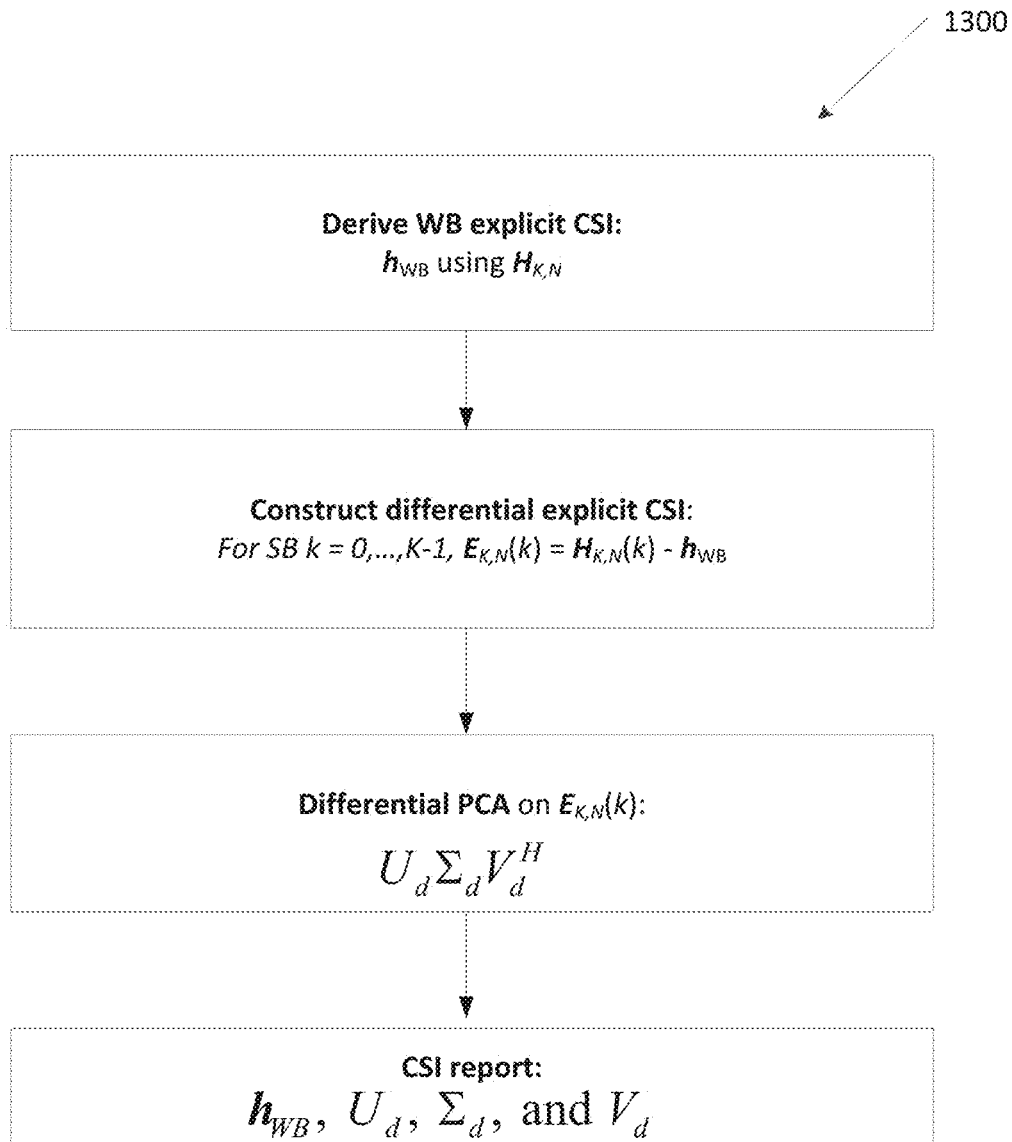 1300
Derive WB explicit CSI:
h_WB using H_K,N
Construct differential explicit CSI:
For SB k = 0,...,K-1, E_K,N(k) = H_K,N(k) - h_WB
Differential PCA on E_K,N(k):
U_d Σ_d V_d^H
CSI report:
h_WB, U_d, Σ_d, and V_d